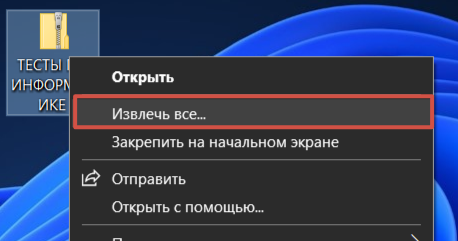 ТЕСТЫ
ИНФОРМ
ИКЕ
Открыть
Извлечь все...
Закрепить на начальном экране
Отправить
Открыть с помощью...